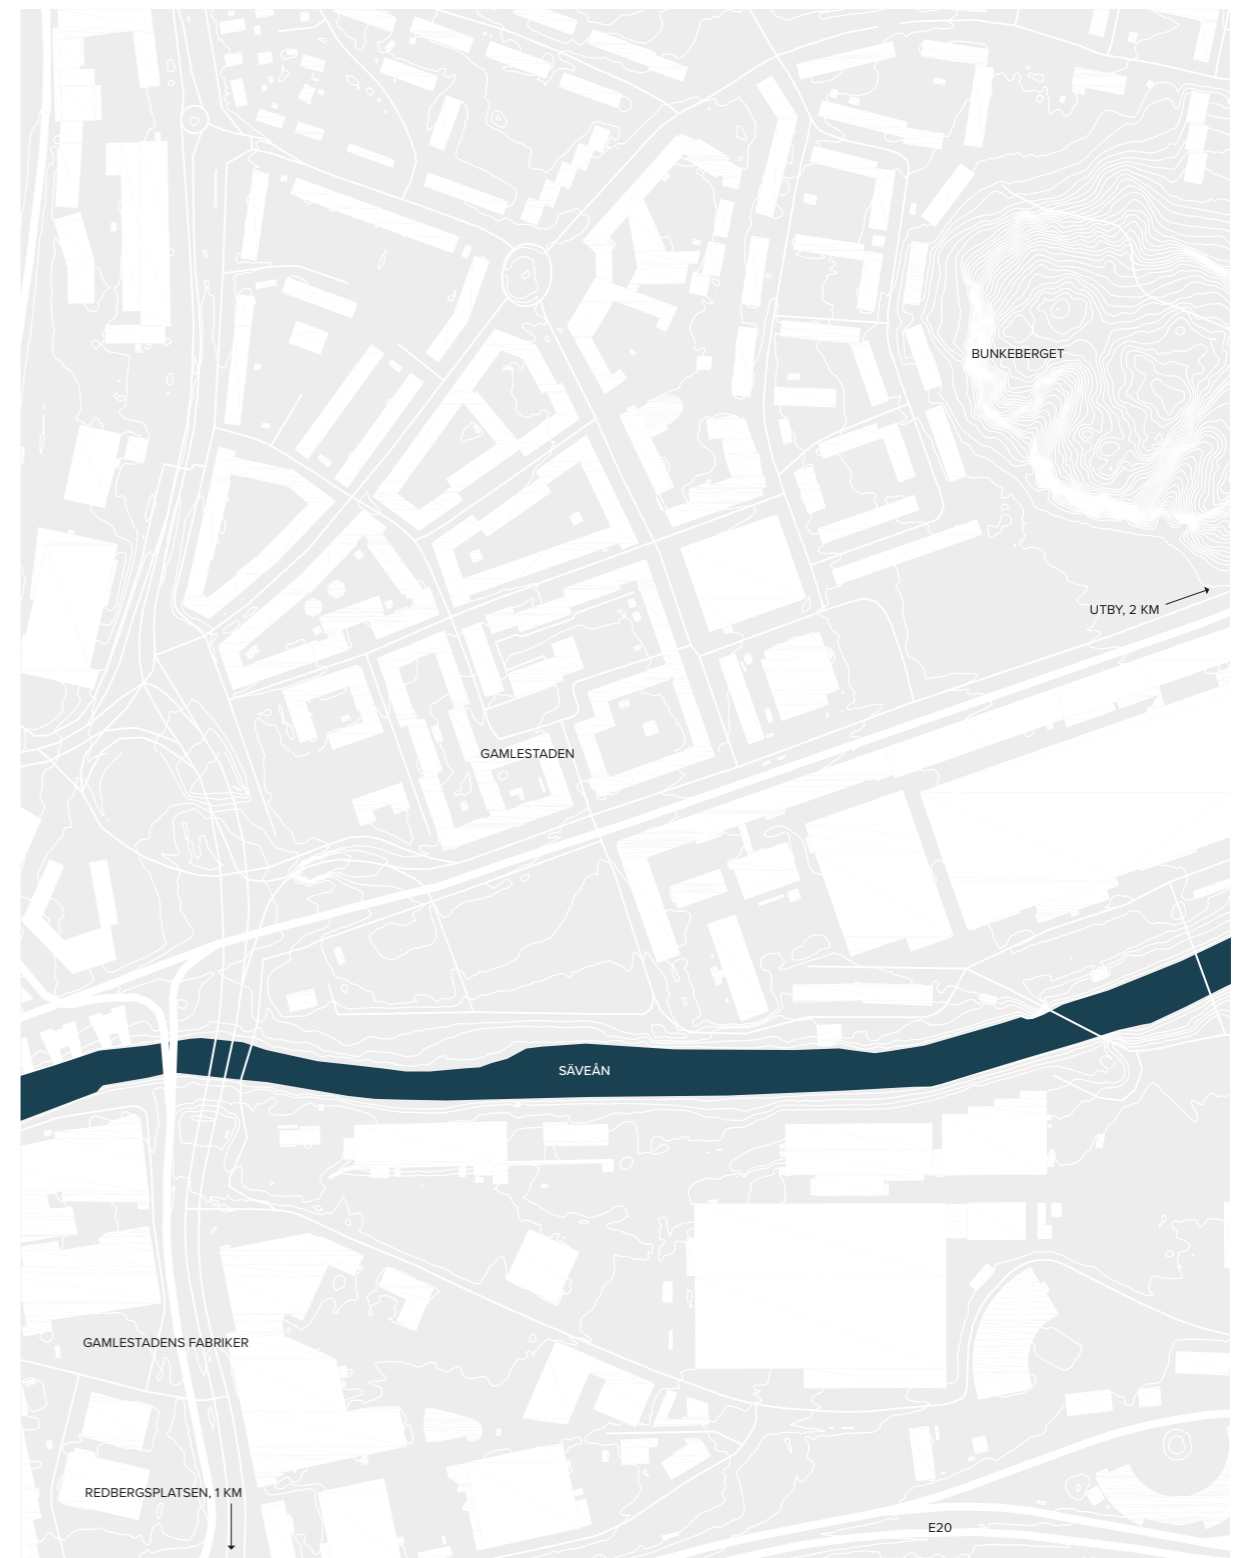 BUNKEBERGET
UTBY, 2 KM
GAMLESTADEN
SÄVEÅN
GAMLESTADENS FABRIKER
REDBERGSPLATSEN, 1 KM
E20